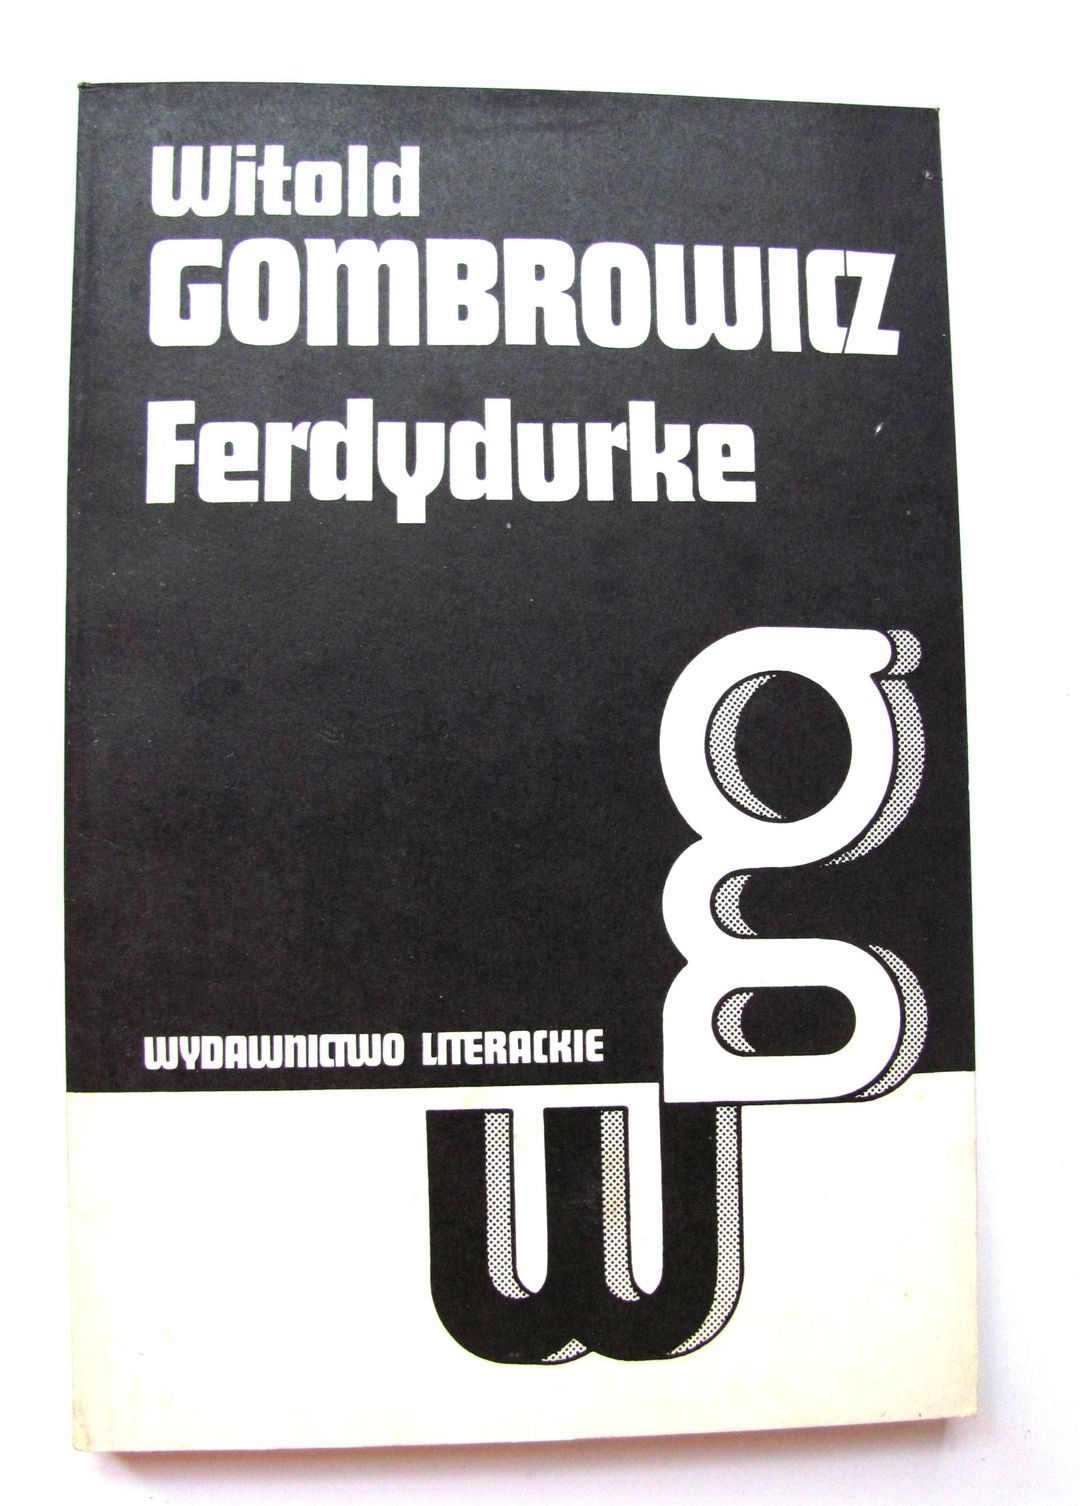 Witold
GOMBROWICZ
Ferdydurke
WYDAWNICTWO LITERACKIE
g
w